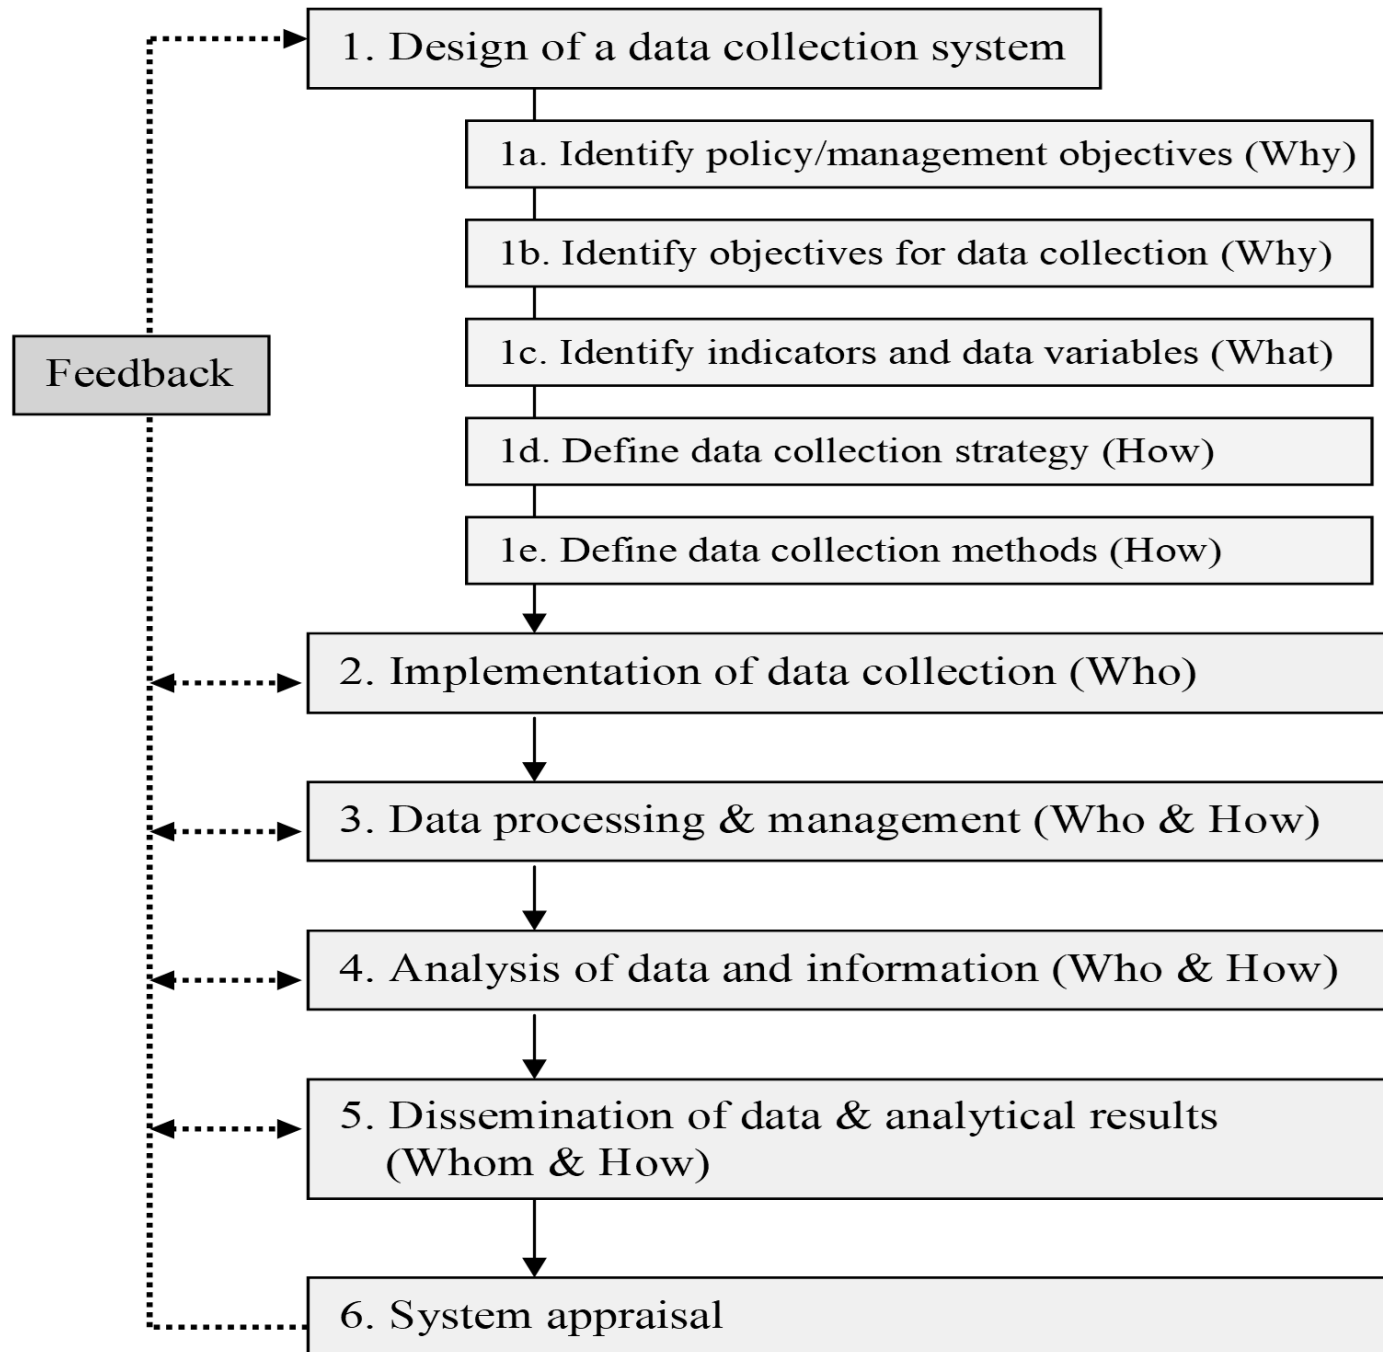 1. Design of a data collection system
1a. Identify policy/management objectives (Why)
1b. Identify objectives for data collection (Why)
1c. Identify indicators and data variables (What)
Feedback
1d. Define data collection strategy (How)
1e. Define data collection methods (How)
2. Implementation of data collection (Who)
3. Data processing & management (Who & How)
4. Analysis of data and information (Who & How)
5. Dissemination of data & analytical results
(Whom & How)
6. System appraisal